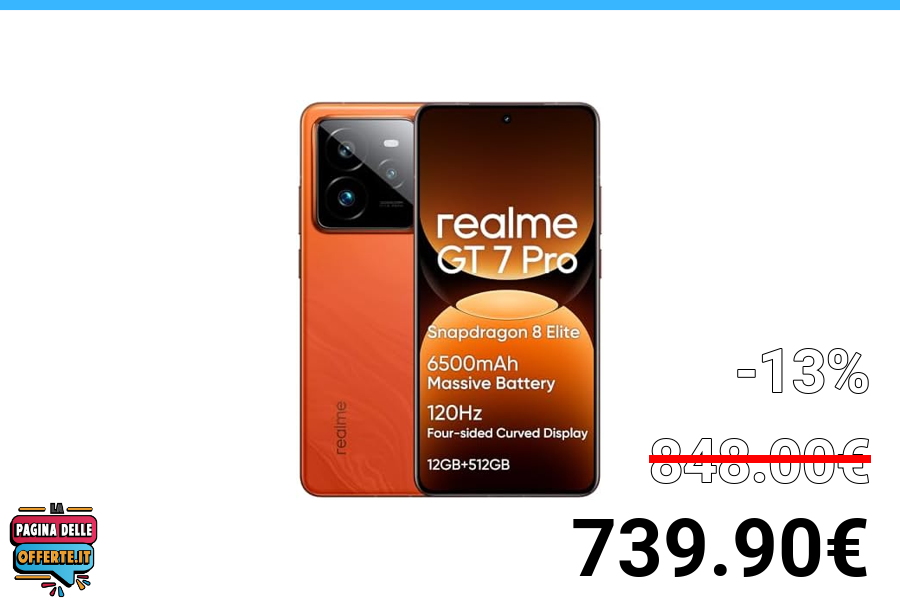 realme
GT 7 Pro
Snapdragon 8 Elite
6500mAh
Massive Battery
120Hz
Four-sided Curved Display
12GB+512GB
realme
-13%
848.00€
739.90€
LA
PAGINA DELLE
OFFERTE.IT